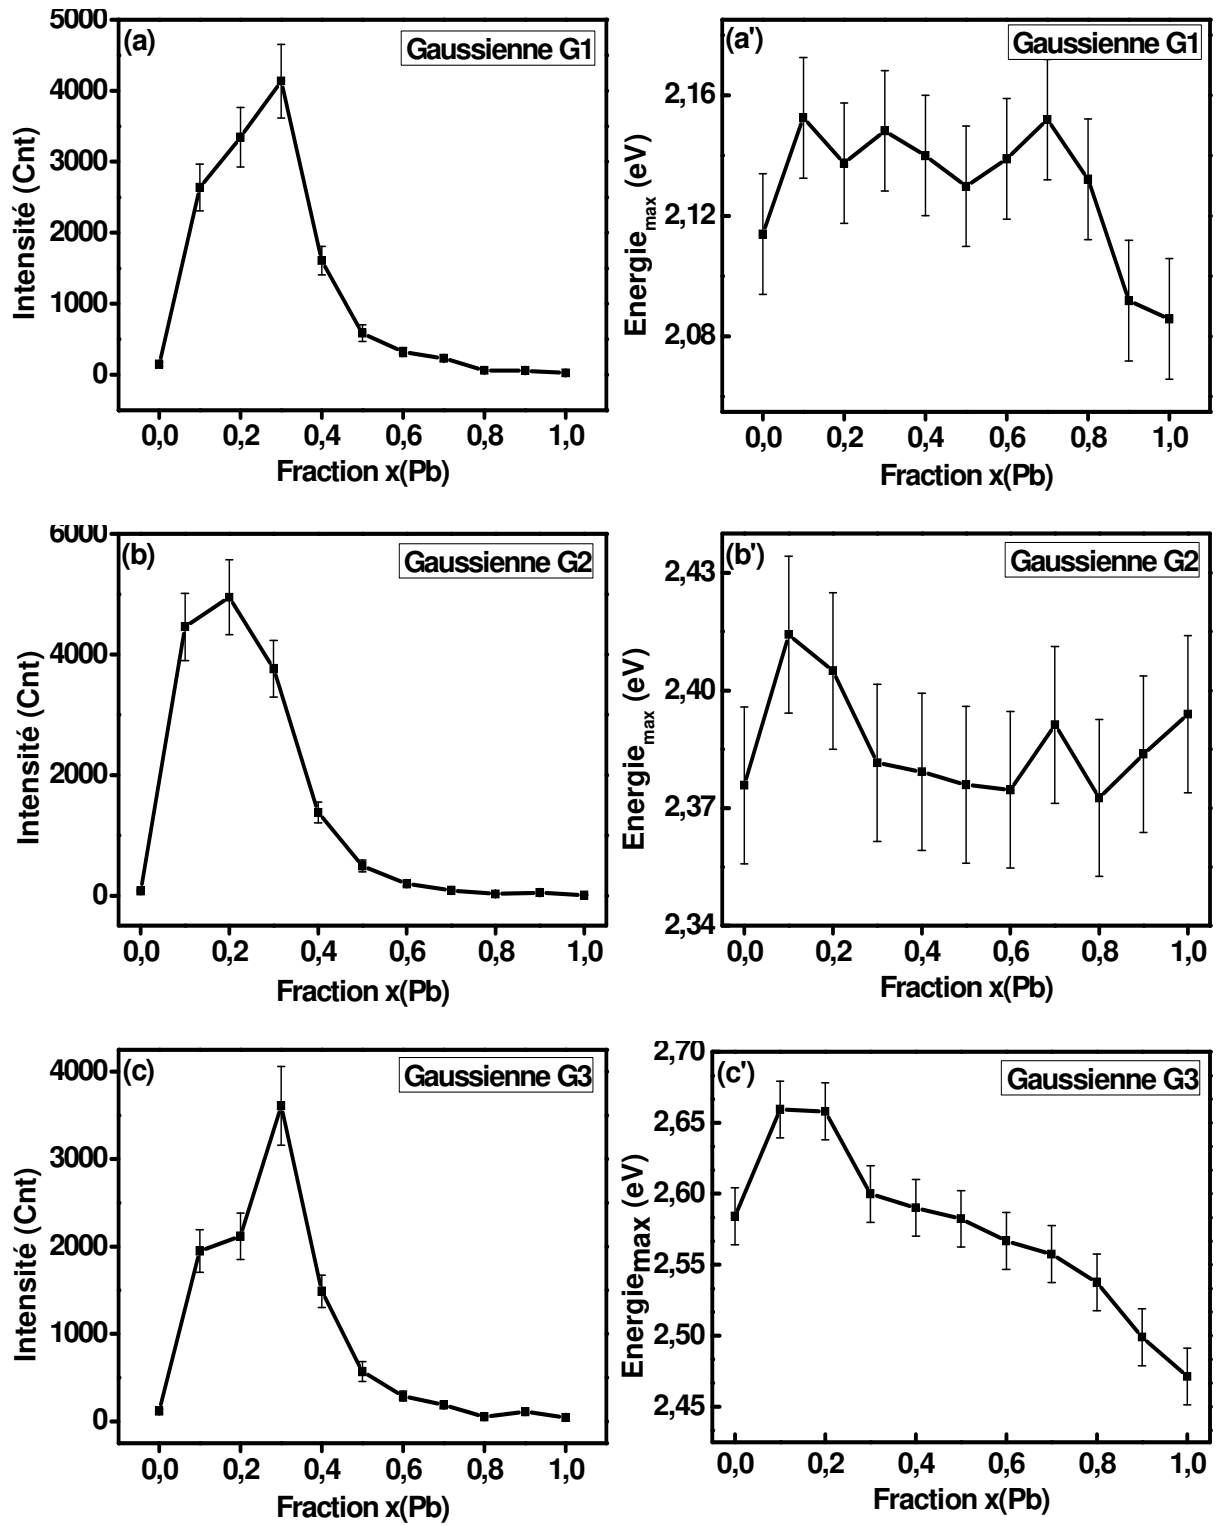 (a) Gaussienne G1
Intensité (Cnt)
5000
4000
3000
2000
1000
0
0,0 0,2 0,4 0,6 0,8 1,0
Fraction x(Pb)
(a') Gaussienne G1
Energie max (eV)
2,16
2,12
2,08
0,0 0,2 0,4 0,6 0,8 1,0
Fraction x(Pb)
(b) Gaussienne G2
Intensité (Cnt)
6000
4000
2000
0
0,0 0,2 0,4 0,6 0,8 1,0
Fraction x(Pb)
(b') Gaussienne G2
Energie max (eV)
2,43
2,40
2,37
2,34
0,0 0,2 0,4 0,6 0,8 1,0
Fraction x(Pb)
(c) Gaussienne G3
Intensité (Cnt)
4000
3000
2000
1000
0
0,0 0,2 0,4 0,6 0,8 1,0
Fraction x(Pb)
(c') Gaussienne G3
Energie max (eV)
2,70
2,65
2,60
2,55
2,50
2,45
0,0 0,2 0,4 0,6 0,8 1,0
Fraction x(Pb)